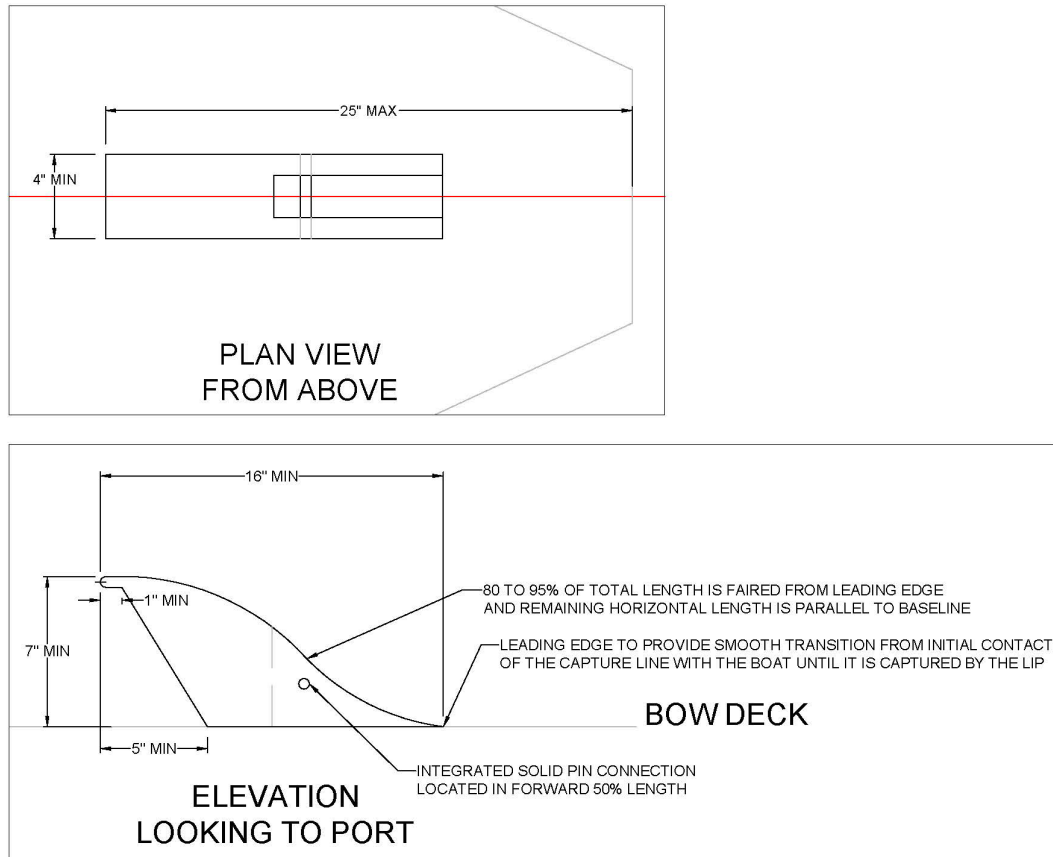 25" MAX
4" MIN
PLAN VIEW
FROM ABOVE
16" MIN
1" MIN
7" MIN
5" MIN
80 TO 95% OF TOTAL LENGTH IS FAIRED FROM LEADING EDGE
AND REMAINING HORIZONTAL LENGTH IS PARALLEL TO BASELINE
LEADING EDGE TO PROVIDE SMOOTH TRANSITION FROM INITIAL CONTACT
OF THE CAPTURE LINE WITH THE BOAT UNTIL IT IS CAPTURED BY THE LIP
BOW DECK
INTEGRATED SOLID PIN CONNECTION
LOCATED IN FORWARD 50% LENGTH
ELEVATION
LOOKING TO PORT